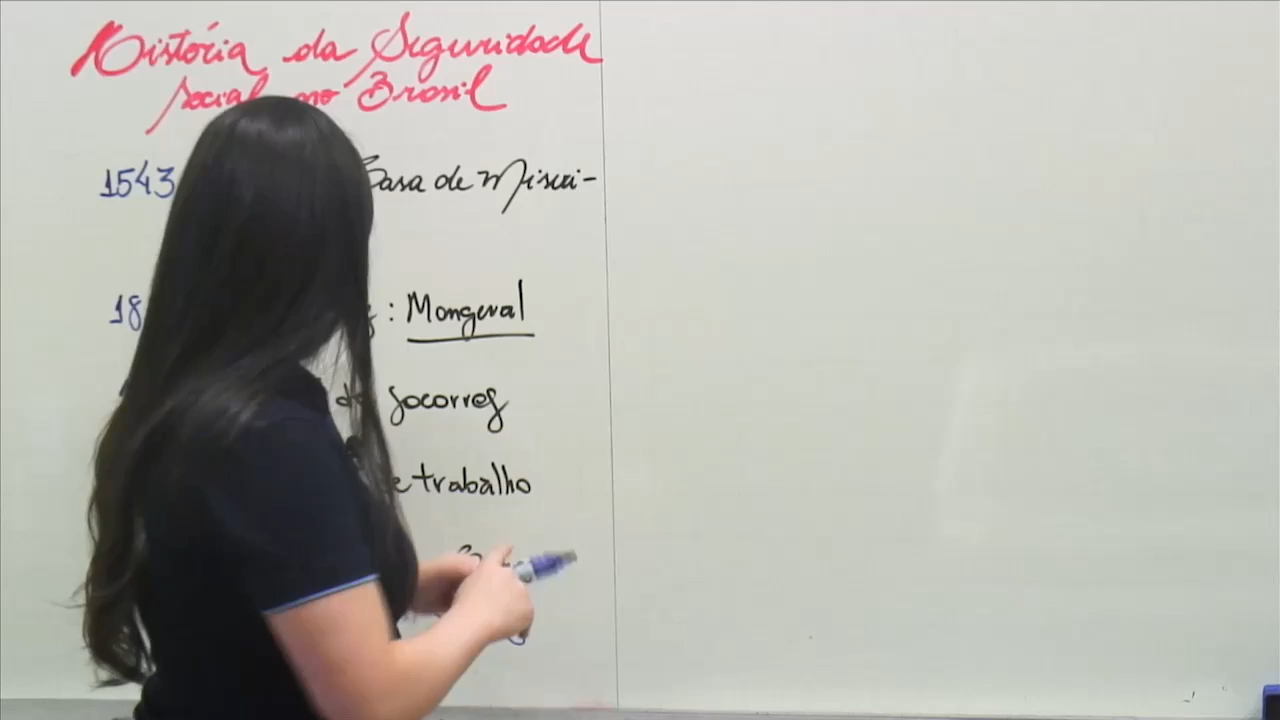 História da Seguridade
social no Brasil
1543 Casa de Miseri-
18 : Mongeral
de socorros
e trabalho